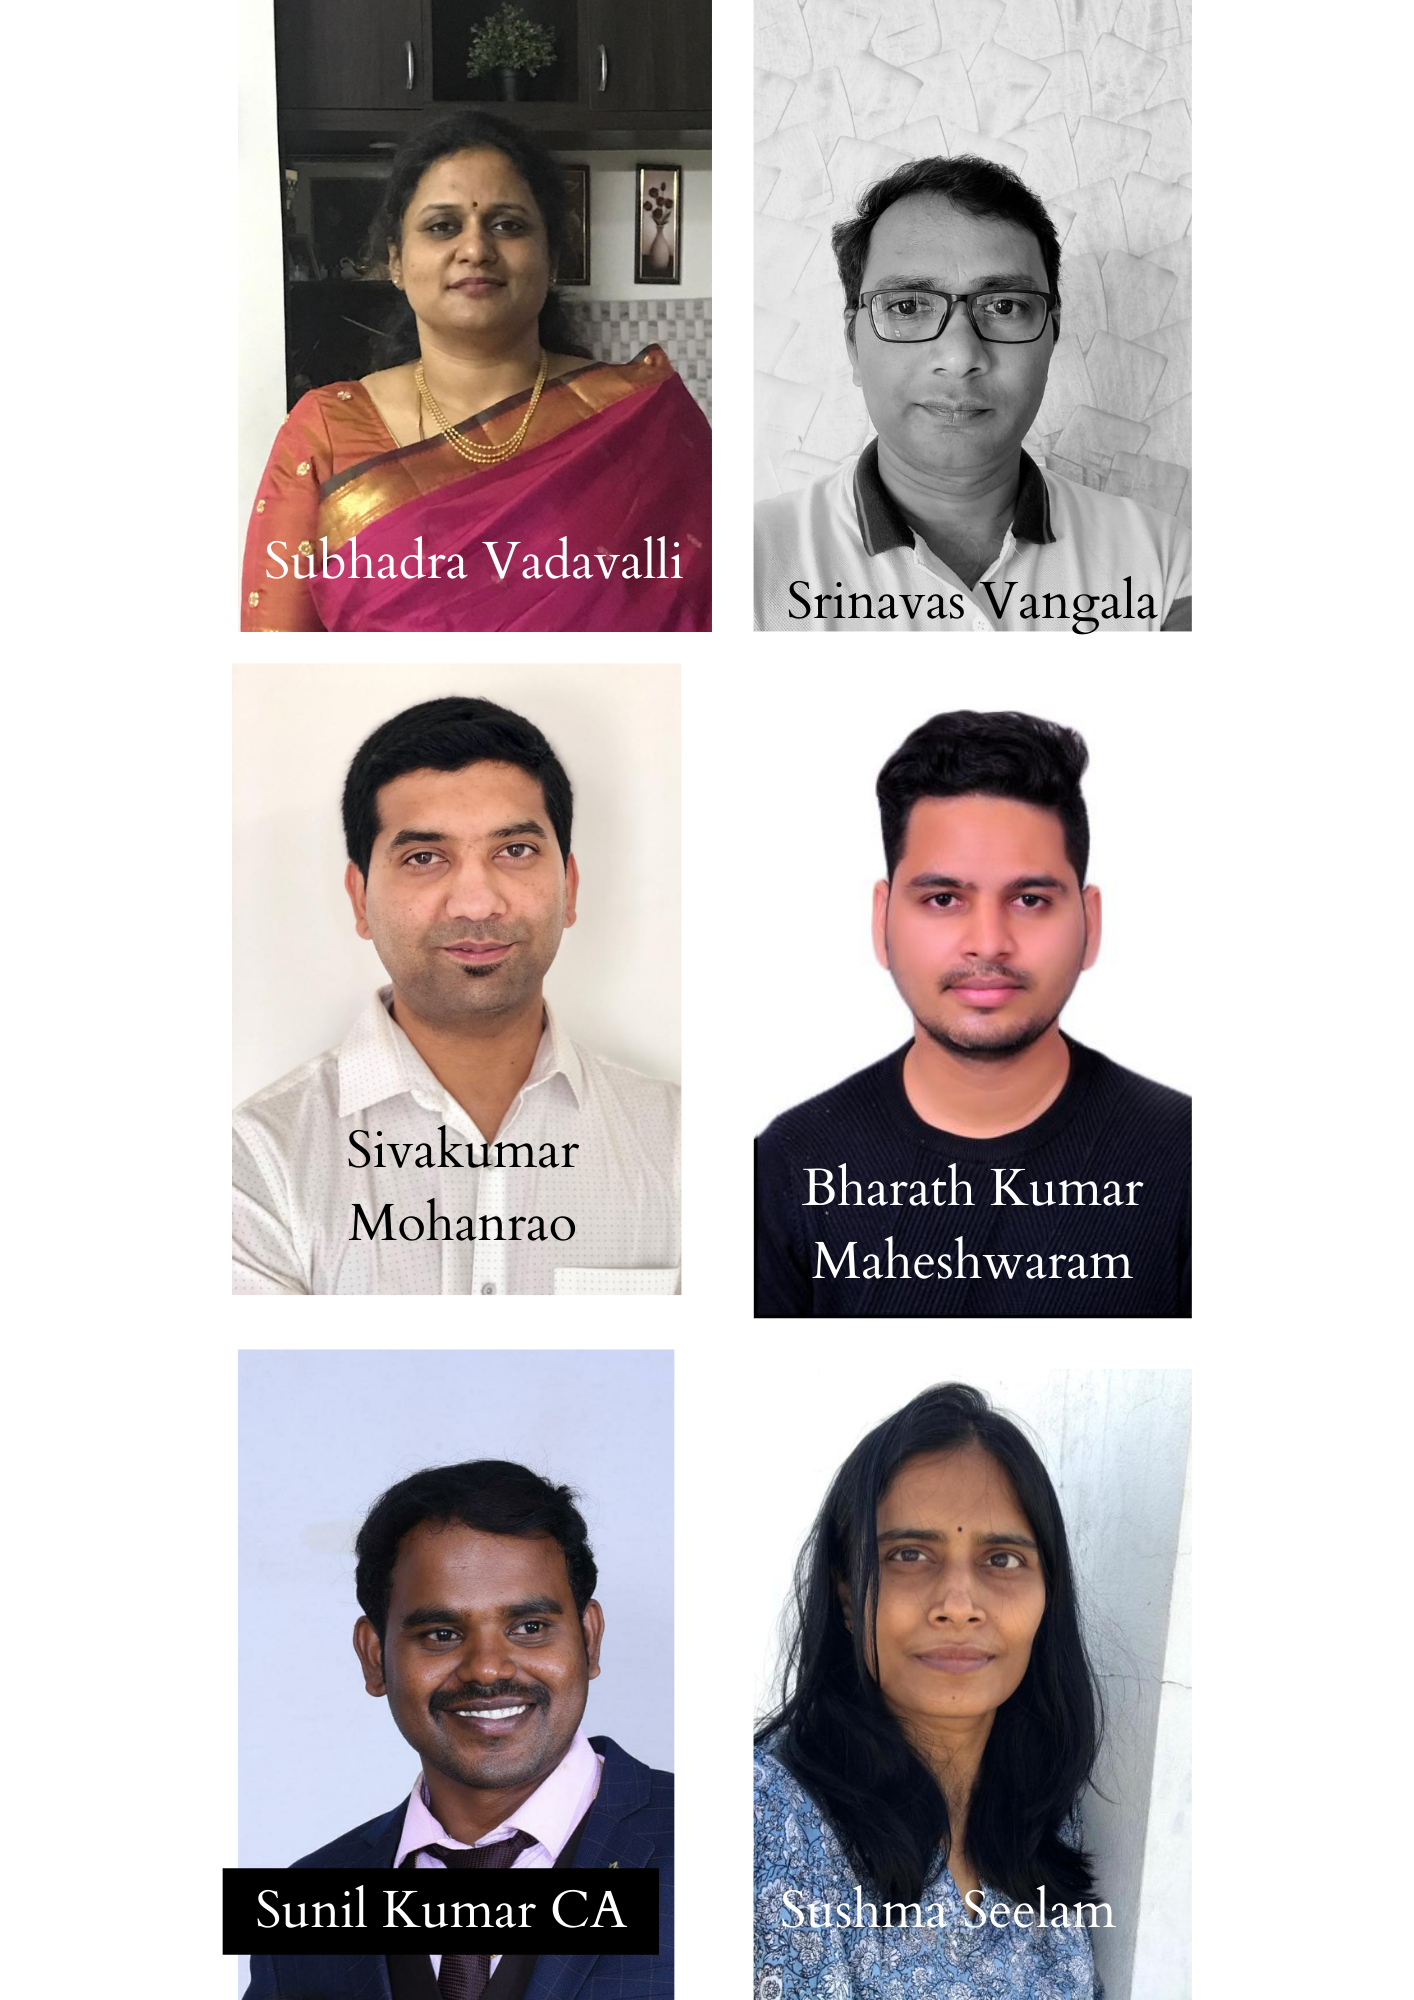 Subhadra Vadavalli
Srinavas Vangala
Sivakumar
Mohanrao
Bharath Kumar
Maheshwaram
Sunil Kumar CA
Sushma Seelam